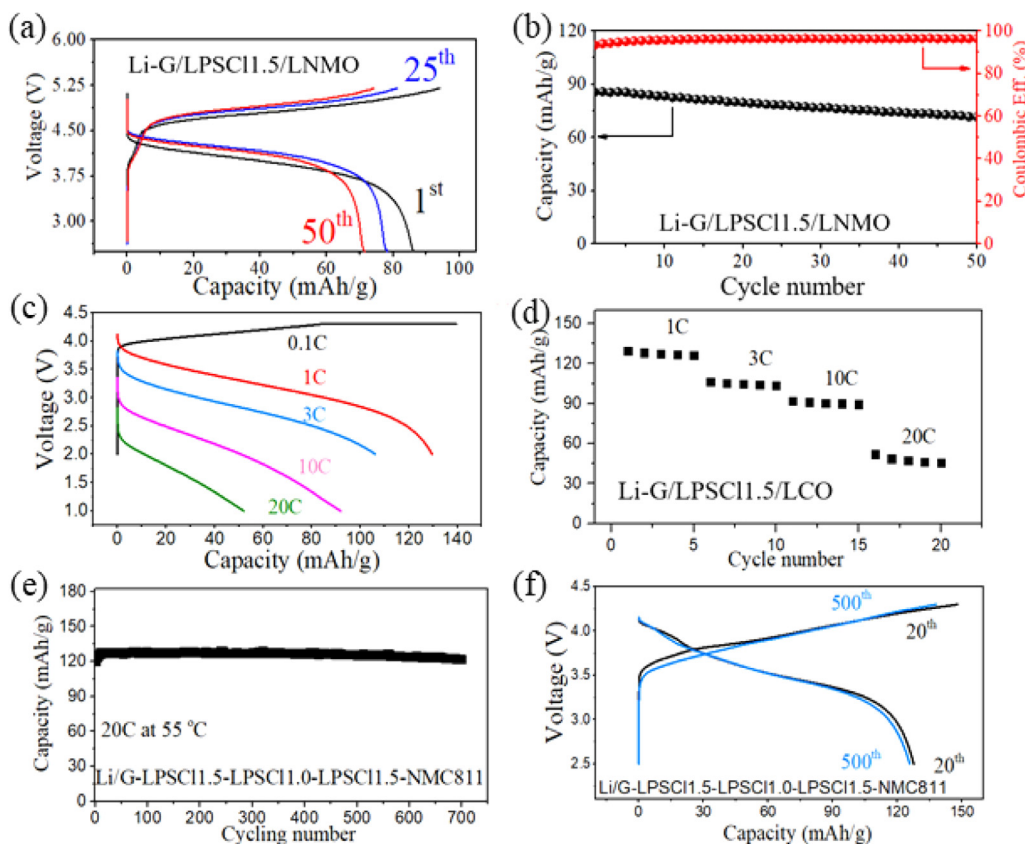 (a)
Li-G/LPSCl1.5/LNMO
25th
1st
50th
6.00
5.25
4.50
3.75
3.00
Voltage (V)
0 20 40 60 80 100
Capacity (mAh/g)
(b)
120
90
60
30
0
Capacity (mAh/g)
100
80
60
40
20
0
Coulombic Eff. (%)
Li-G/LPSCl1.5/LNMO
10 20 30 40 50
Cycle number
(c)
4.5
4.0
3.5
3.0
2.5
2.0
1.5
1.0
Voltage (V)
0.1C
1C
3C
10C
20C
0 20 40 60 80 100 120 140
Capacity (mAh/g)
(d)
150
120
90
60
30
0
Capacity (mAh/g)
1C
3C
10C
20C
Li-G/LPSCl1.5/LCO
0 5 10 15 20
Cycle number
(e)
180
150
120
90
60
30
0
Capacity (mAh/g)
20C at 55 °C
Li/G-LPSCl1.5-LPSCl1.0-LPSCl1.5-NMC811
0 100 200 300 400 500 600 700
Cycling number
(f)
4.5
4.0
3.5
3.0
2.5
Voltage (V)
500th
20th
500th
20th
Li/G-LPSCl1.5-LPSCl1.0-LPSCl1.5-NMC811
0 30 60 90 120 150
Capacity (mAh/g)